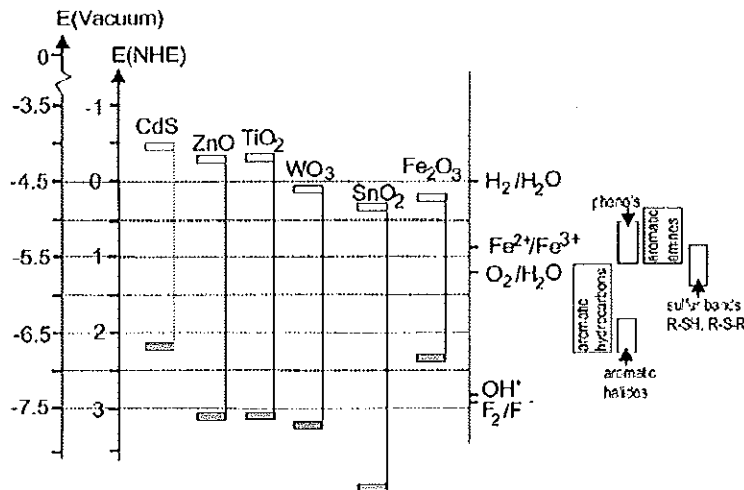 E(Vacuum)
E(NHE)
0
-3.5
-4.5
-5.5
-6.5
-7.5
-1
0
1
2
3
CdS
ZnO
TiO2
WO3
SnO2
Fe2O3
H2/H2O
Fe2+/Fe3+
O2/H2O
OH•
F2/F
aromatic
hydrocarbons
aromatic
amines
sulfur bands
R-SH, R-S-R
aromatic